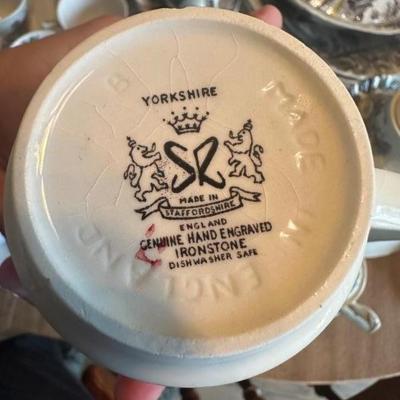 YORKSHIRE
SR
MADE IN
STAFFORDSHIRE
ENGLAND
GENUINE HAND ENGRAVED
IRONSTONE
DISHWASHER SAFE
B
MADE IN
ENGLAND